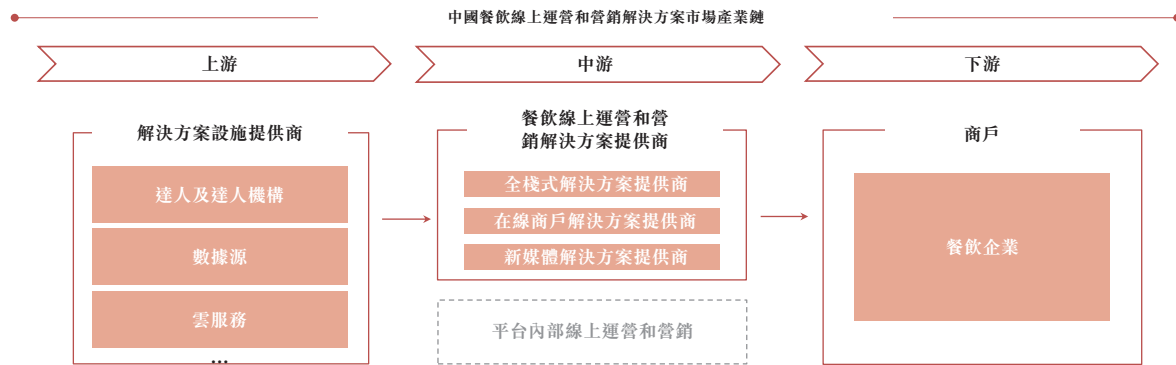 中國餐飲線上運營和營銷解決方案市場產業鏈
上游
中游
下游
解決方案設施提供商
達人及達人機構
數據源
雲服務
...
餐飲線上運營和營
銷解決方案提供商
全棧式解決方案提供商
在線商戶解決方案提供商
新媒體解決方案提供商
平台內部線上運營和營銷
商戶
餐飲企業